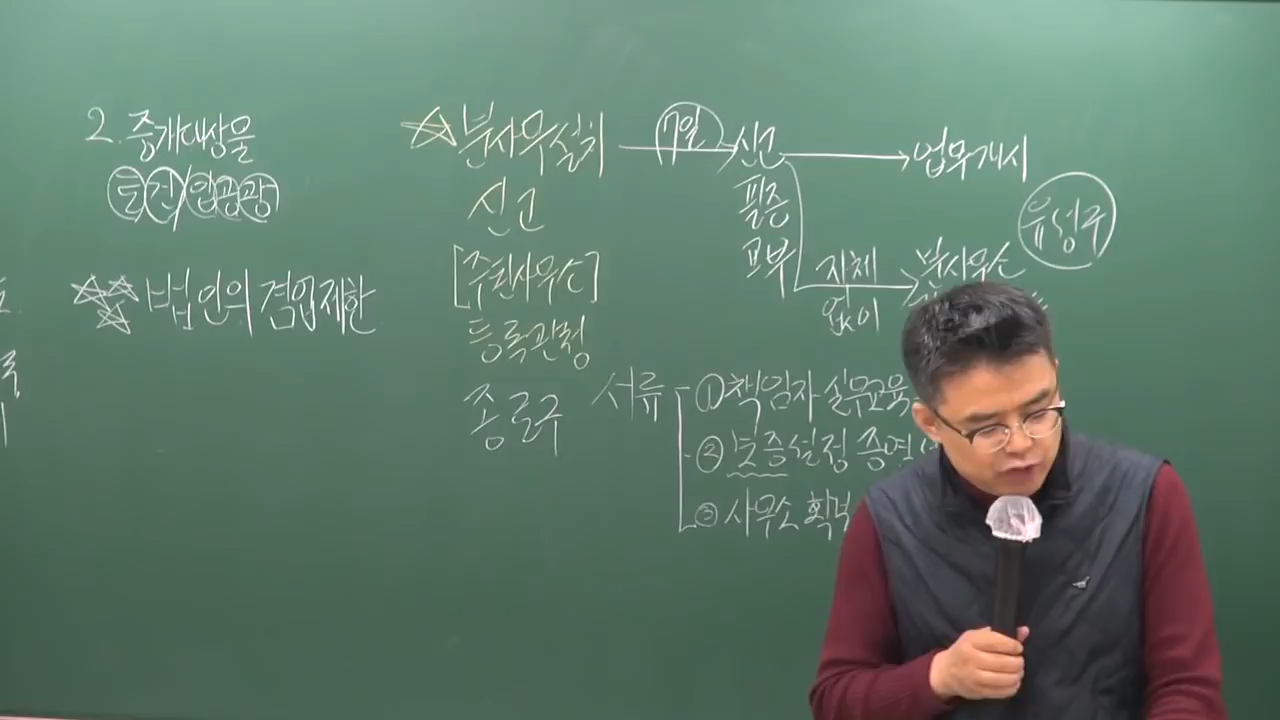 2. 중개대상물
토 건 입 공 광
법인의 겸업제한
분사무소설치
신고
[주된사무소]
등록관청
종로구
7일
신고
필증
교부
업무개시
지체
없이
분사무소
유성구
서류
① 책임자 실무교육
② 보증설정 증명
③ 사무소 확